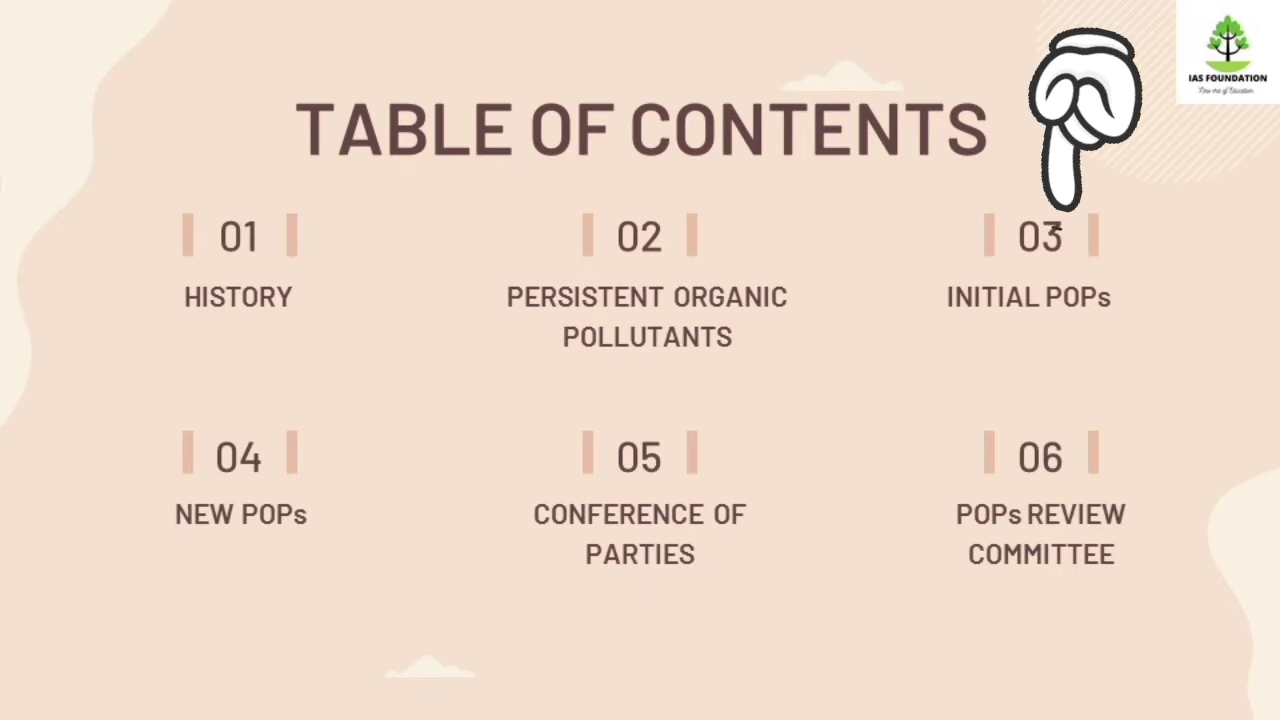 IAS FOUNDATION
TABLE OF CONTENTS
01
HISTORY
02
PERSISTENT ORGANIC
POLLUTANTS
03
INITIAL POPs
04
NEW POPs
05
CONFERENCE OF
PARTIES
06
POPs REVIEW
COMMITTEE